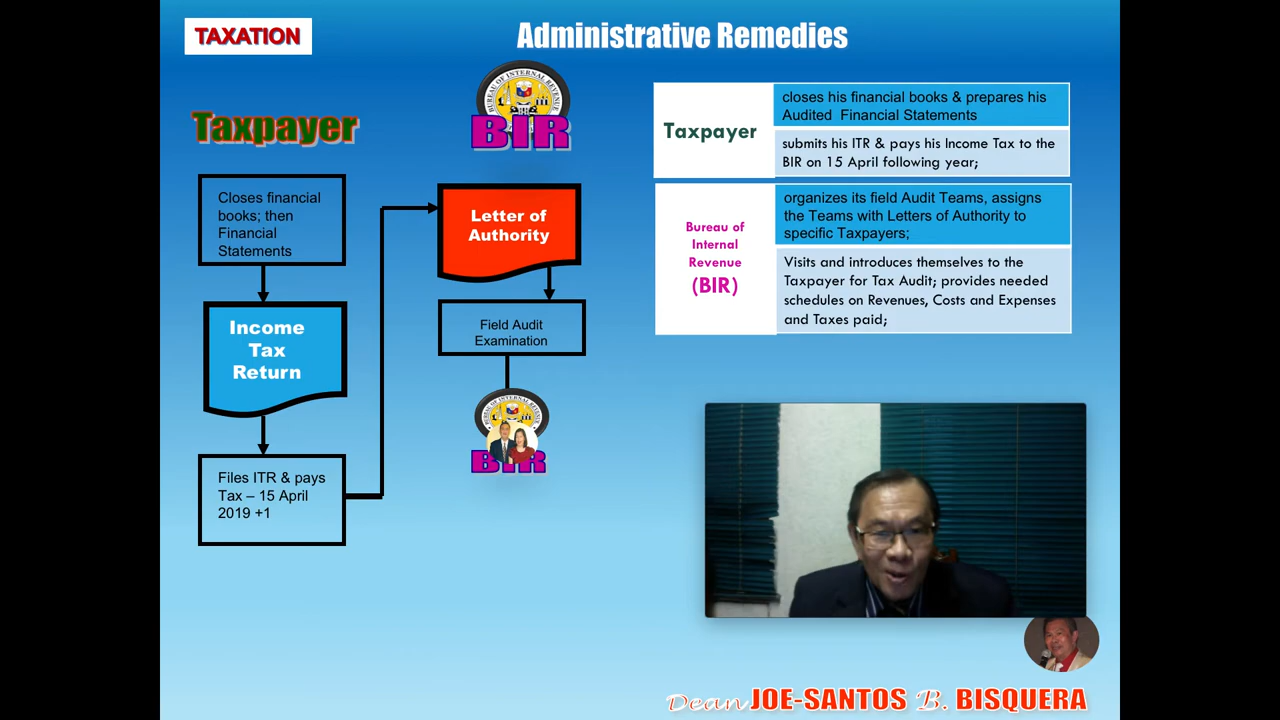 TAXATION
Administrative Remedies
Taxpayer
BUREAU OF INTERNAL REVENUE
BIR
Closes financial
books; then
Financial
Statements
Income
Tax
Return
Files ITR & pays
Tax – 15 April
2019 +1
Letter of
Authority
Field Audit
Examination
BIR
Taxpayer
closes his financial books & prepares his
Audited Financial Statements
submits his ITR & pays his Income Tax to the
BIR on 15 April following year;
Bureau of
Internal
Revenue
(BIR)
organizes its field Audit Teams, assigns
the Teams with Letters of Authority to
specific Taxpayers;
Visits and introduces themselves to the
Taxpayer for Tax Audit; provides needed
schedules on Revenues, Costs and Expenses
and Taxes paid;
Dean JOE-SANTOS B. BISQUERA